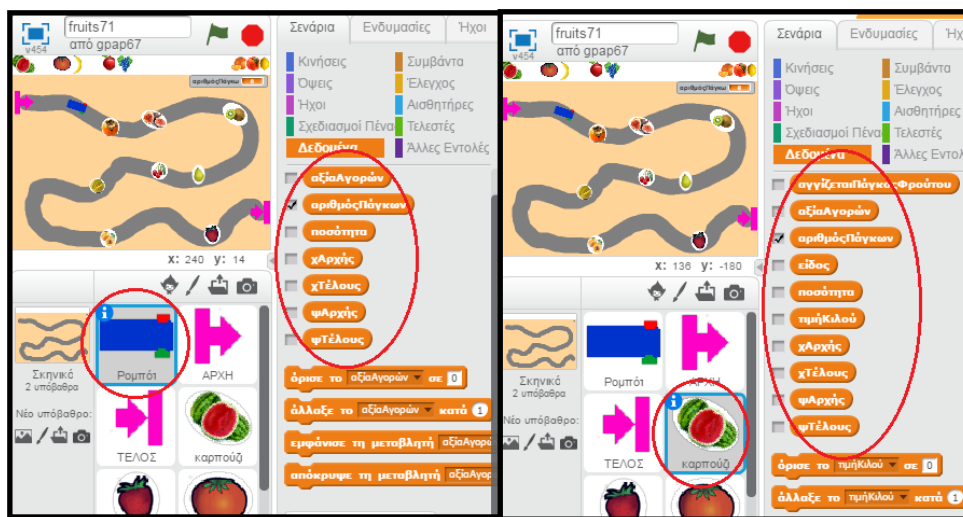 fruits71
από gpap67
v454
αριθμόςΠάγκω
x: 240 y: 14
Σκηνικό
2 υπόβαθρα
Νέο υπόβαθρο:
Ρομπότ
ΑΡΧΗ
ΤΕΛΟΣ
καρπούζι
Σενάρια
Ενδυμασίες
Ήχοι
Κινήσεις
Συμβάντα
Όψεις
Έλεγχος
Ήχοι
Αισθητήρες
Σχεδιασμοί Πένα
Τελεστές
Δεδομένα
Άλλες Εντολές
αξίαΑγορών
αριθμόςΠάγκων
ποσότητα
χΑρχής
χΤέλους
ψΑρχής
ψΤέλους
όρισε το αξίαΑγορών σε 0
άλλαξε το αξίαΑγορών κατά 1
εμφάνισε τη μεταβλητή αξίαΑγορώ
απόκρυψε τη μεταβλητή αξίαΑγορ
fruits71
από gpap67
v454
αριθμόςΠάγκω
x: 136 y: -180
Σκηνικό
2 υπόβαθρα
Νέο υπόβαθρο:
Ρομπότ
ΑΡΧΗ
ΤΕΛΟΣ
καρπούζι
Σενάρια
Ενδυμασίες
Ήχ
Κινήσεις
Συμβάντα
Όψεις
Έλεγχος
Ήχοι
Αισθητήρες
Σχεδιασμοί Πένα
Τελεστές
Δεδομένα
Άλλες Εντολ
αγγίζεταιΠάγκοςΦρούτου
αξίαΑγορών
αριθμόςΠάγκων
είδος
ποσότητα
τιμήΚιλού
χΑρχής
χΤέλους
ψΑρχής
ψΤέλους
όρισε το τιμήΚιλού σε 0
άλλαξε το τιμήΚιλού κατά 1